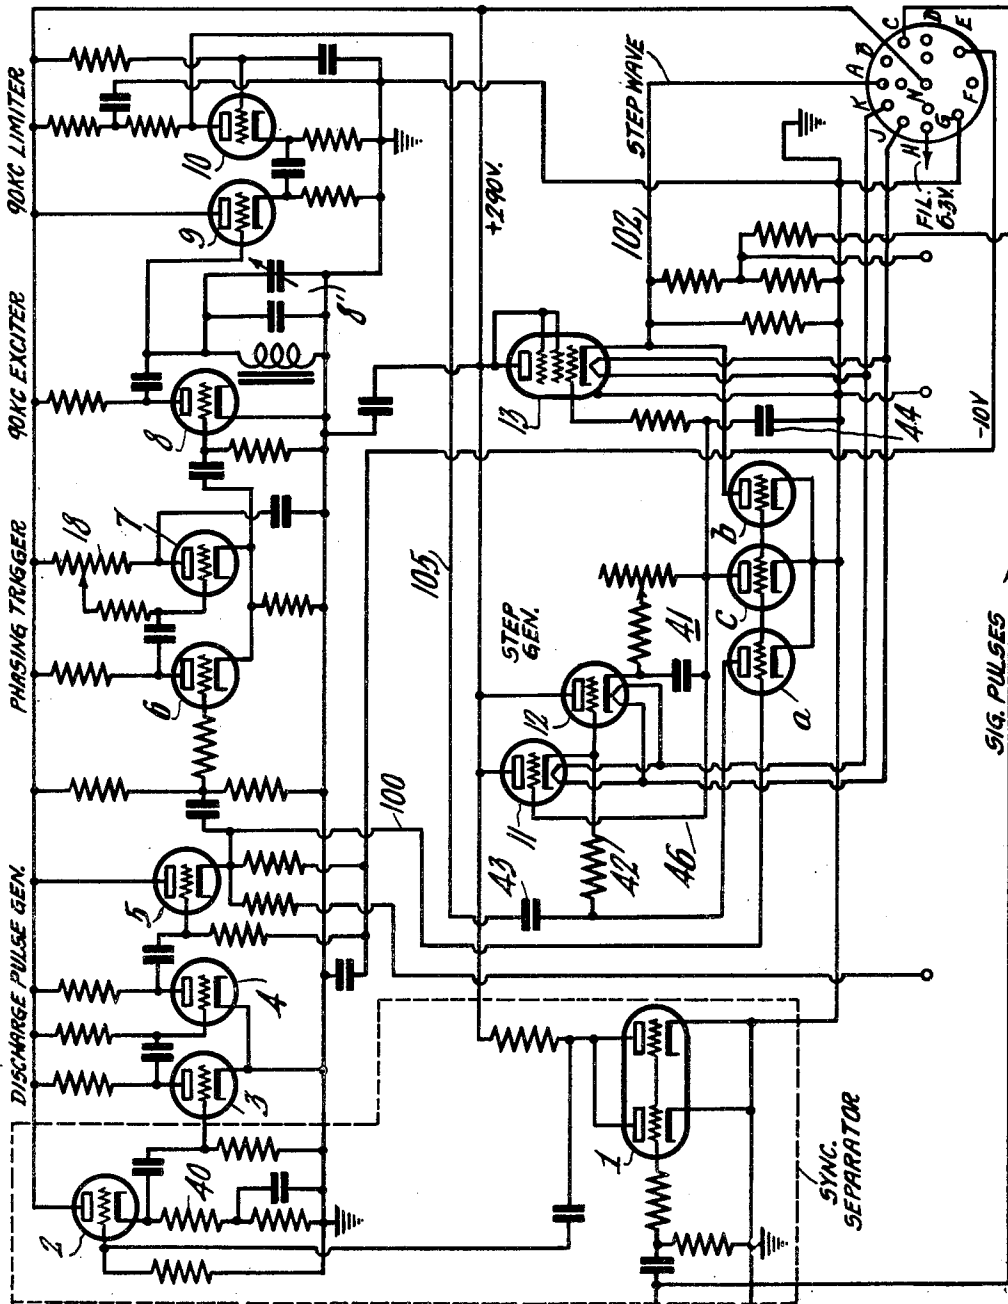 DISCHARGE PULSE GEN.
PHASING TRIGGER
90KC EXCITER
90KC LIMITER
2
40
3
4
5
6
7
18
8
8"
9
10
100
105
+290V.
STEP WAVE
102
13
STEP
GEN.
11
12
41
42
43
46
44
-10V
a
C
b
1
SYNC.
SEPARATOR
SIG. PULSES
FIL.
6.3V.
A
B
C
D
E
F
G
H
J
K
N